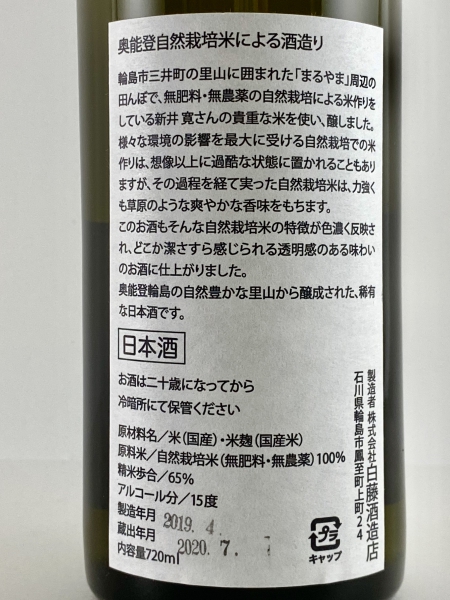 奥能登自然栽培米による酒造り
輪島市三井町の里山に囲まれた「まるやま」周辺の
田んぼで、無肥料・無農薬の自然栽培による米作りを
している新井 寛さんの貴重な米を使い、醸しました。
様々な環境の影響を最大に受ける自然栽培での米
作りは、想像以上に過酷な状態に置かれることもあり
ますが、その過程を経て実った自然栽培米は、力強く
も草原のような爽やかな香味をもちます。
このお酒もそんな自然栽培米の特徴が色濃く反映さ
れ、どこか潔さすら感じられる透明感のある味わい
のお酒に仕上がりました。
奥能登輪島の自然豊かな里山から醸成された、稀有
な日本酒です。
日本酒
お酒は二十歳になってから
冷暗所にて保管ください
原材料名／米（国産）・米麹（国産米）
原料米／自然栽培米（無肥料・無農薬）100％
精米歩合／65％
アルコール分／15度
製造年月 2019. 4
蔵出年月 2020. 7.
内容量720ml
プラ
キャップ
製造者 株式会社白藤酒造店
石川県輪島市鳳至町上町24